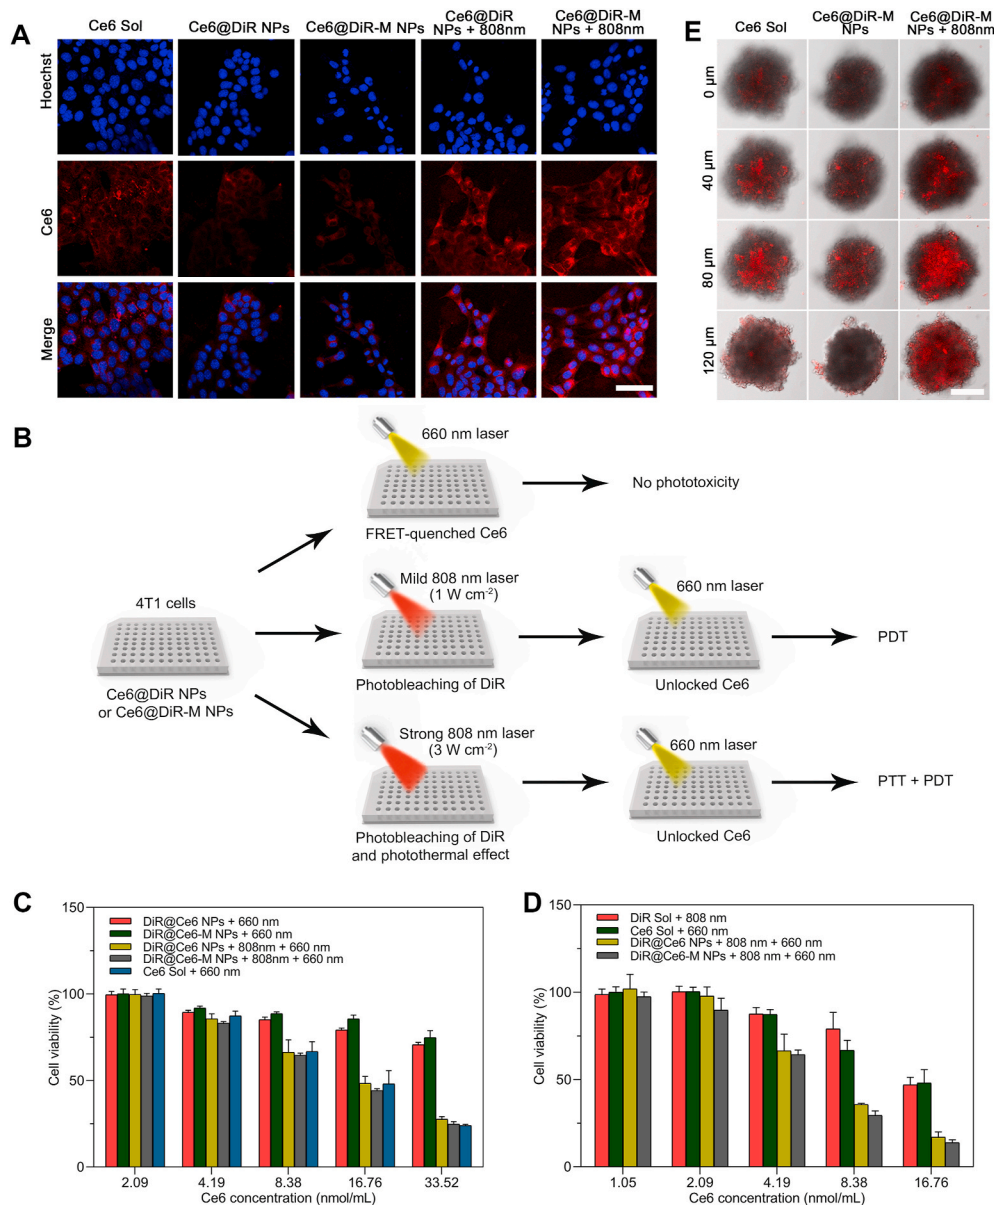 A
Ce6 Sol
Ce6@DiR NPs
Ce6@DiR-M NPs
Ce6@DiR
NPs + 808nm
Ce6@DiR-M
NPs + 808nm
Hoechst
Ce6
Merge
E
Ce6 Sol
Ce6@DiR-M
NPs
Ce6@DiR-M
NPs + 808nm
0 μm
40 μm
80 μm
120 μm
B
660 nm laser
FRET-quenched Ce6
No phototoxicity
4T1 cells
Ce6@DiR NPs
or Ce6@DiR-M NPs
Mild 808 nm laser
(1 W cm⁻²)
Photobleaching of DiR
660 nm laser
Unlocked Ce6
PDT
Strong 808 nm laser
(3 W cm⁻²)
Photobleaching of DiR
and photothermal effect
660 nm laser
Unlocked Ce6
PTT + PDT
C
Cell viability (%)
150
100
50
0
DiR@Ce6 NPs + 660 nm
DiR@Ce6-M NPs + 660 nm
DiR@Ce6 NPs + 808nm + 660 nm
DiR@Ce6-M NPs + 808nm + 660 nm
Ce6 Sol + 660 nm
2.09 4.19 8.38 16.76 33.52
Ce6 concentration (nmol/mL)
D
Cell viability (%)
150
100
50
0
DiR Sol + 808 nm
Ce6 Sol + 660 nm
DiR@Ce6 NPs + 808 nm + 660 nm
DiR@Ce6-M NPs + 808 nm + 660 nm
1.05 2.09 4.19 8.38 16.76
Ce6 concentration (nmol/mL)